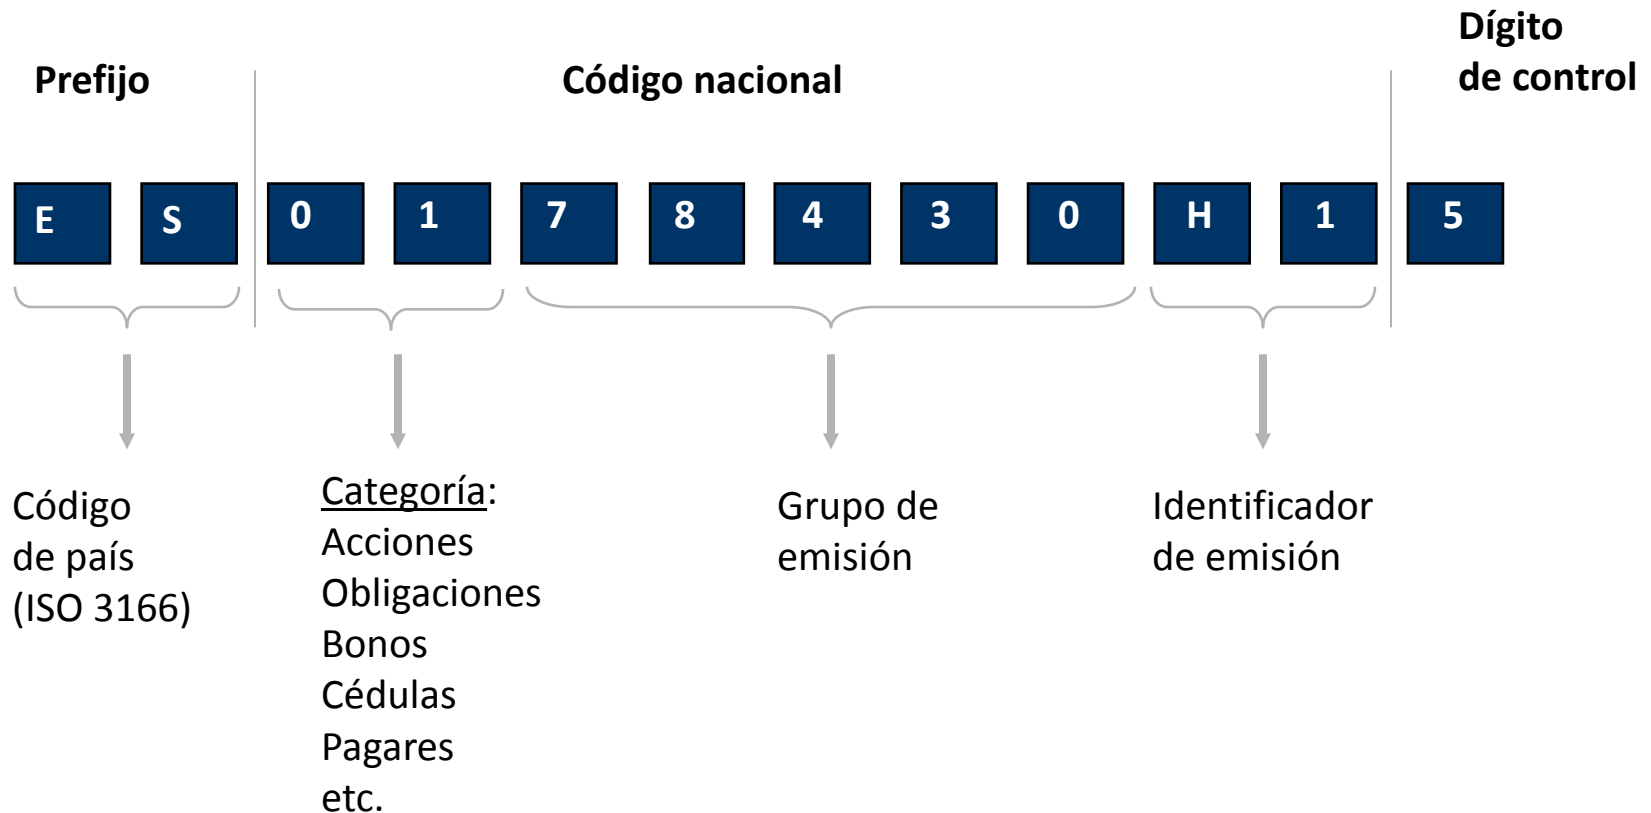 Prefijo
Código nacional
Dígito
de control
E S 0 1 7 8 4 3 0 H 1 5
Código
de país
(ISO 3166)
Categoría:
Acciones
Obligaciones
Bonos
Cédulas
Pagares
etc.
Grupo de
emisión
Identificador
de emisión